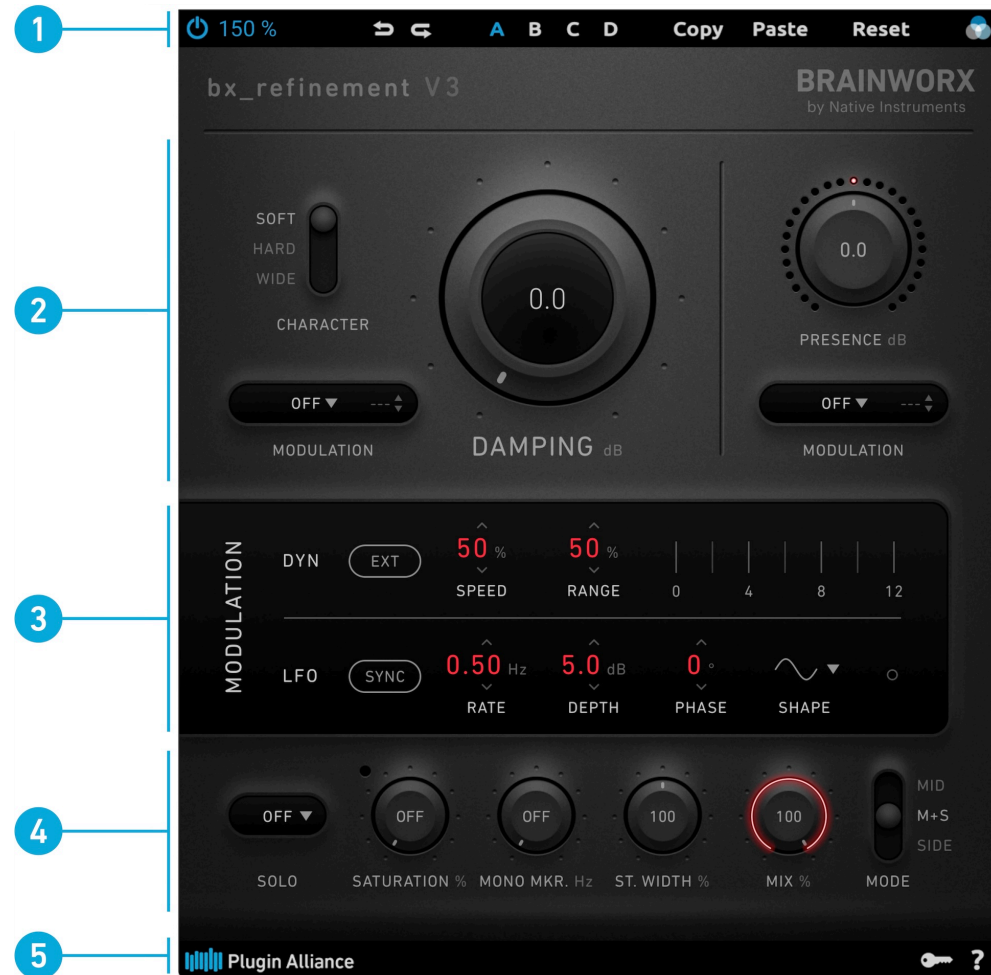 1 150 % A B C D Copy Paste Reset
bx_refinement V3
BRAINWORX
by Native Instruments
2
SOFT
HARD
WIDE
CHARACTER
OFF ---
MODULATION
0.0
DAMPING dB
0.0
PRESENCE dB
OFF ---
MODULATION
3
MODULATION
DYN EXT 50 % 50 %
SPEED RANGE 0 4 8 12
LFO SYNC 0.50 Hz 5.0 dB 0 °
RATE DEPTH PHASE SHAPE
4
OFF OFF OFF 100 100
MID
M+S
SIDE
SOLO SATURATION % MONO MKR. Hz ST. WIDTH % MIX % MODE
5 Plugin Alliance ?